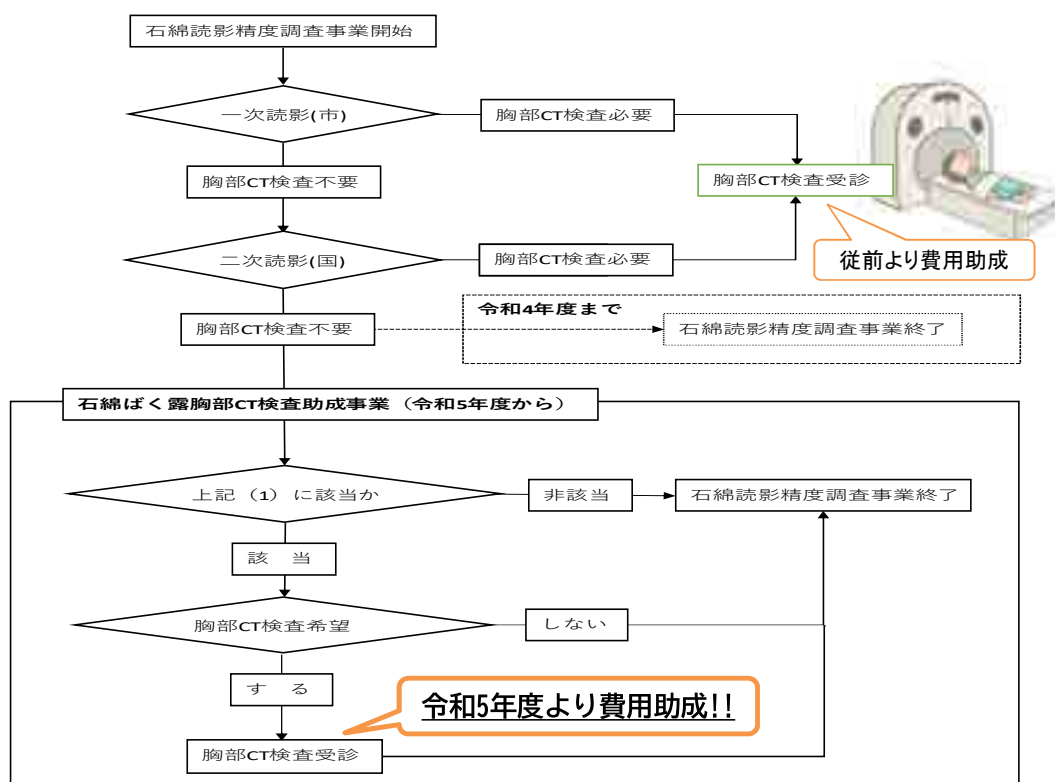 石綿読影精度調査事業開始
一次読影(市)
胸部CT検査必要
胸部CT検査不要
胸部CT検査受診
従前より費用助成
二次読影(国)
胸部CT検査必要
令和4年度まで
胸部CT検査不要
石綿読影精度調査事業終了
石綿ばく露胸部CT検査助成事業（令和5年度から）
上記（1）に該当か
非該当
石綿読影精度調査事業終了
該　当
胸部CT検査希望
しない
す　る
令和5年度より費用助成!!
胸部CT検査受診